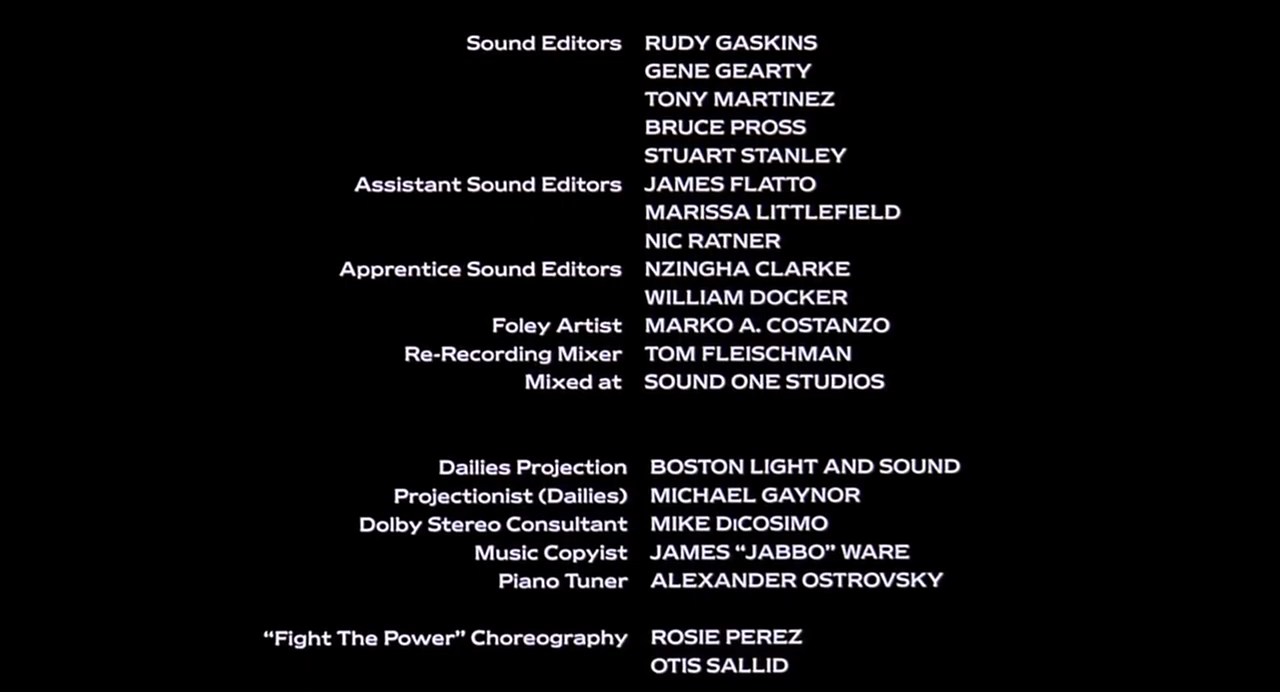 Sound Editors RUDY GASKINS
GENE GEARTY
TONY MARTINEZ
BRUCE PROSS
STUART STANLEY
Assistant Sound Editors JAMES FLATTO
MARISSA LITTLEFIELD
NIC RATNER
Apprentice Sound Editors NZINGHA CLARKE
WILLIAM DOCKER
Foley Artist MARKO A. COSTANZO
Re-Recording Mixer TOM FLEISCHMAN
Mixed at SOUND ONE STUDIOS
Dailies Projection BOSTON LIGHT AND SOUND
Projectionist (Dailies) MICHAEL GAYNOR
Dolby Stereo Consultant MIKE DiCOSIMO
Music Copyist JAMES “JABBO” WARE
Piano Tuner ALEXANDER OSTROVSKY
“Fight The Power” Choreography ROSIE PEREZ
OTIS SALLID